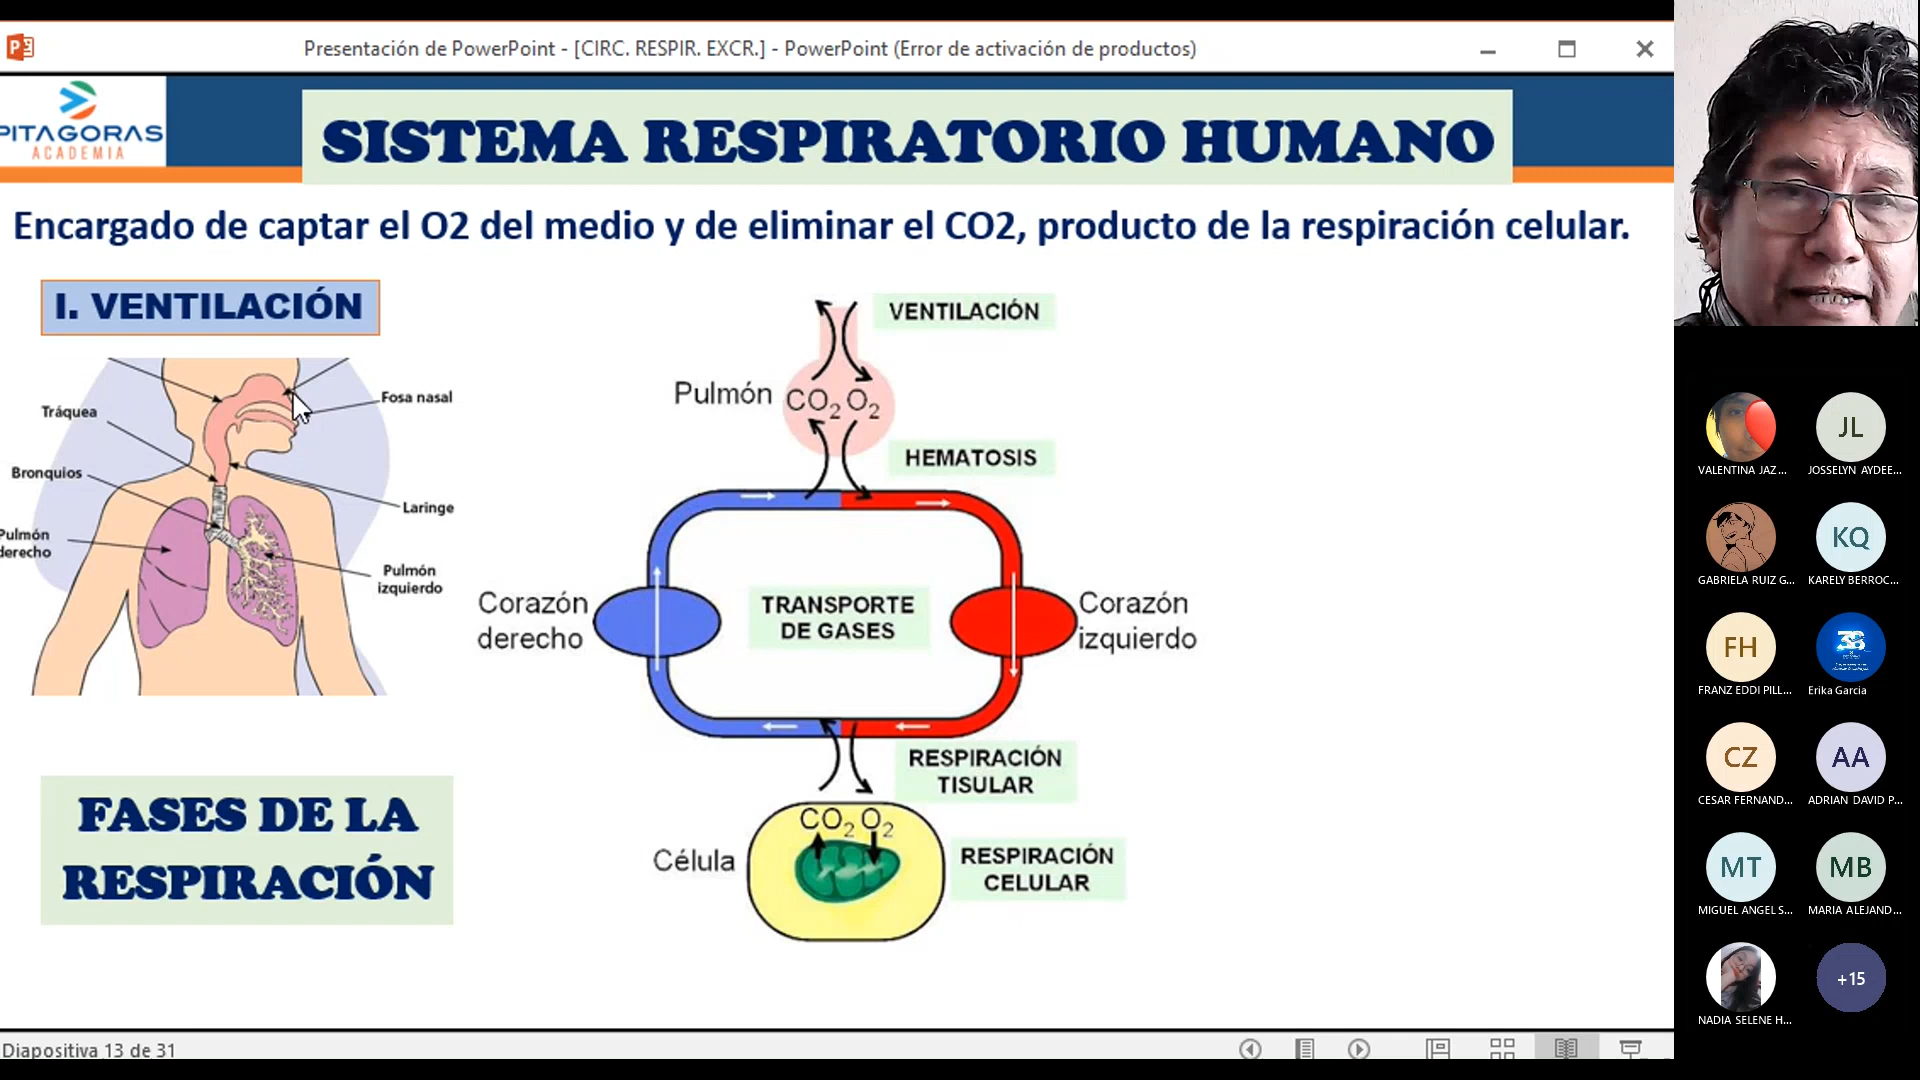 Presentación de PowerPoint - [CIRC. RESPIR. EXCR.] - PowerPoint (Error de activación de productos)
PITAGORAS
ACADEMIA
SISTEMA RESPIRATORIO HUMANO
Encargado de captar el O2 del medio y de eliminar el CO2, producto de la respiración celular.
I. VENTILACIÓN
Fosa nasal
Tráquea
Bronquios
Laringe
Pulmón
derecho
Pulmón
izquierdo
FASES DE LA
RESPIRACIÓN
VENTILACIÓN
Pulmón
CO2 O2
HEMATOSIS
Corazón
derecho
TRANSPORTE
DE GASES
Corazón
izquierdo
RESPIRACIÓN
TISULAR
CO2 O2
Célula
RESPIRACIÓN
CELULAR
Diapositiva 13 de 31
VALENTINA JAZ...
JL
JOSSELYN AYDEE...
GABRIELA RUIZ G...
KQ
KARELY BERROC...
FH
FRANZ EDDI PILL...
38
Erika Garcia
CZ
CESAR FERNAND...
AA
ADRIAN DAVID P...
MT
MIGUEL ANGEL S...
MB
MARIA ALEJAND...
NADIA SELENE H...
+15